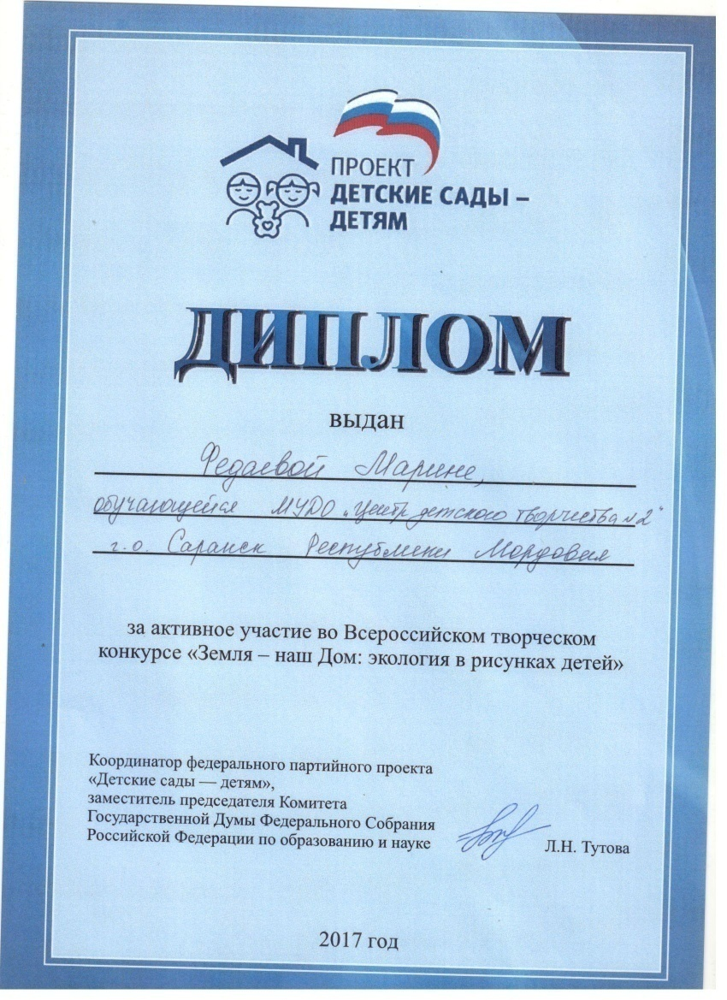 ПРОЕКТ
ДЕТСКИЕ САДЫ –
ДЕТЯМ
ДИПЛОМ
выдан
Федаевой Марине,
обучающейся МУДО „Центр детского творчества №2"
г.о. Саранск Республики Мордовия
за активное участие во Всероссийском творческом
конкурсе «Земля – наш Дом: экология в рисунках детей»
Координатор федерального партийного проекта
«Детские сады — детям»,
заместитель председателя Комитета
Государственной Думы Федерального Собрания
Российской Федерации по образованию и науке
Л.Н. Тутова
2017 год